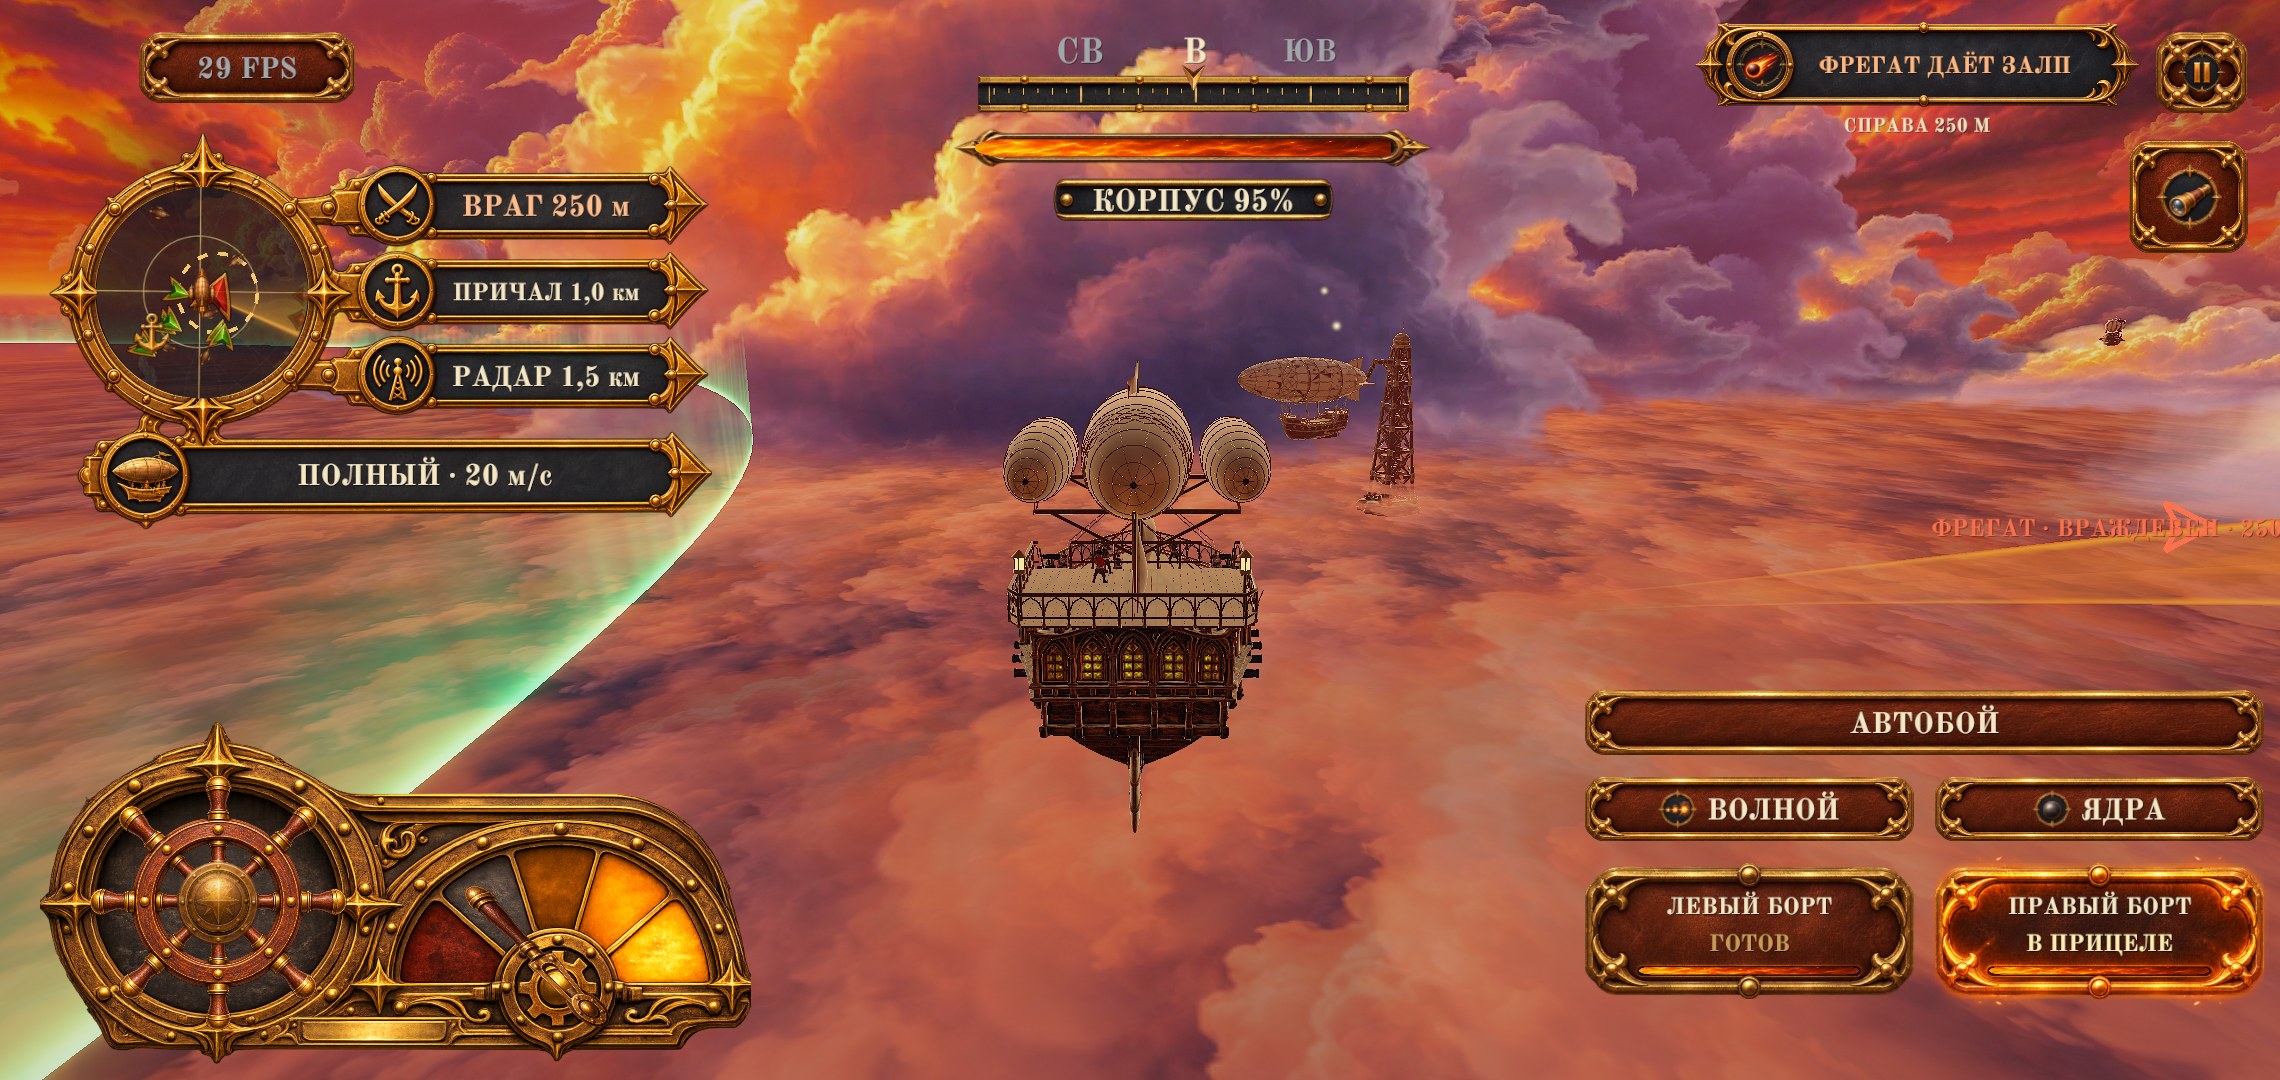 29 FPS
СВ В ЮВ
КОРПУС 95%
ФРЕГАТ ДАЁТ ЗАЛП
СПРАВА 250 М
ВРАГ 250 м
ПРИЧАЛ 1,0 км
РАДАР 1,5 км
ПОЛНЫЙ · 20 м/с
ФРЕГАТ · ВРАЖДЕБЕН · 250
АВТОБОЙ
ВОЛНОЙ
ЯДРА
ЛЕВЫЙ БОРТ
ГОТОВ
ПРАВЫЙ БОРТ
В ПРИЦЕЛЕ